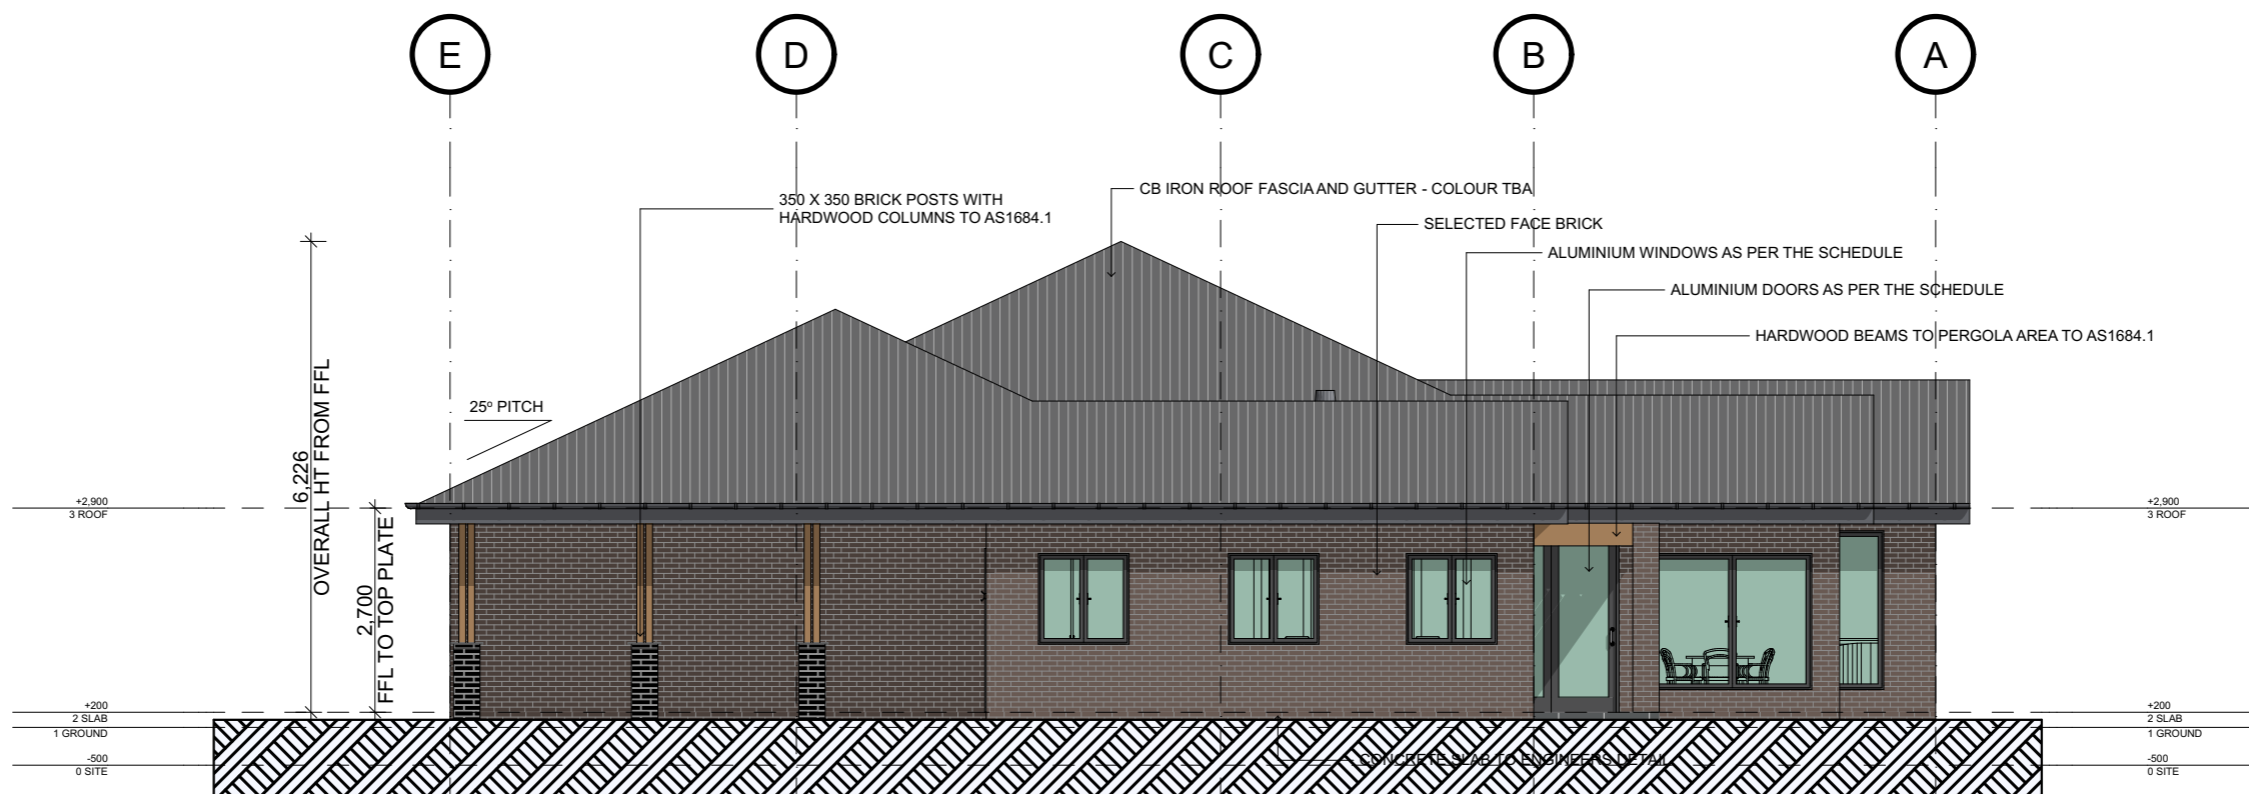 E
D
C
B
A
350 X 350 BRICK POSTS WITH
HARDWOOD COLUMNS TO AS1684.1
CB IRON ROOF FASCIA AND GUTTER - COLOUR TBA
SELECTED FACE BRICK
ALUMINIUM WINDOWS AS PER THE SCHEDULE
ALUMINIUM DOORS AS PER THE SCHEDULE
HARDWOOD BEAMS TO PERGOLA AREA TO AS1684.1
25° PITCH
6,226
OVERALL HT FROM FFL
2,700
FFL TO TOP PLATE
+2,900
3 ROOF
+2,900
3 ROOF
+200
2 SLAB
1 GROUND
-500
0 SITE
+200
2 SLAB
1 GROUND
-500
0 SITE
CONCRETE SLAB TO ENGINEERS DETAIL